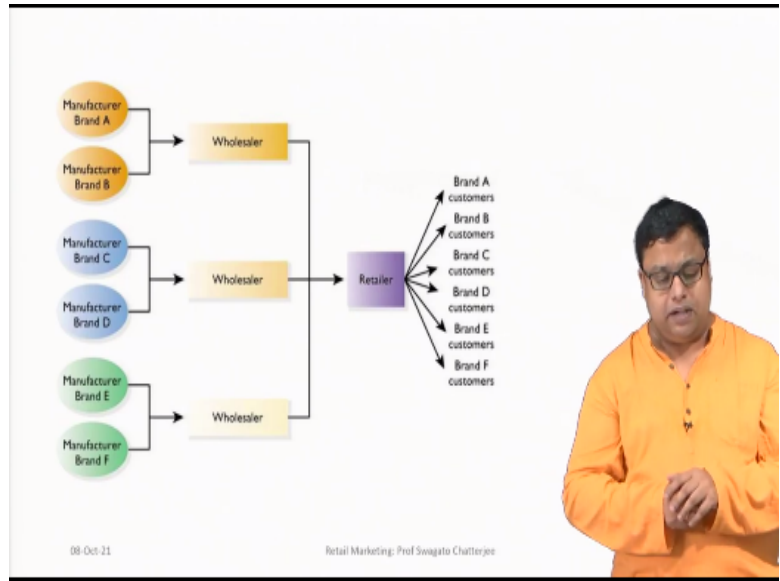 Manufacturer
Brand A
Manufacturer
Brand B
Wholesaler
Manufacturer
Brand C
Manufacturer
Brand D
Wholesaler
Manufacturer
Brand E
Manufacturer
Brand F
Wholesaler
Retailer
Brand A
customers
Brand B
customers
Brand C
customers
Brand D
customers
Brand E
customers
Brand F
customers
08-Oct-21
Retail Marketing: Prof Swagato Chatterjee